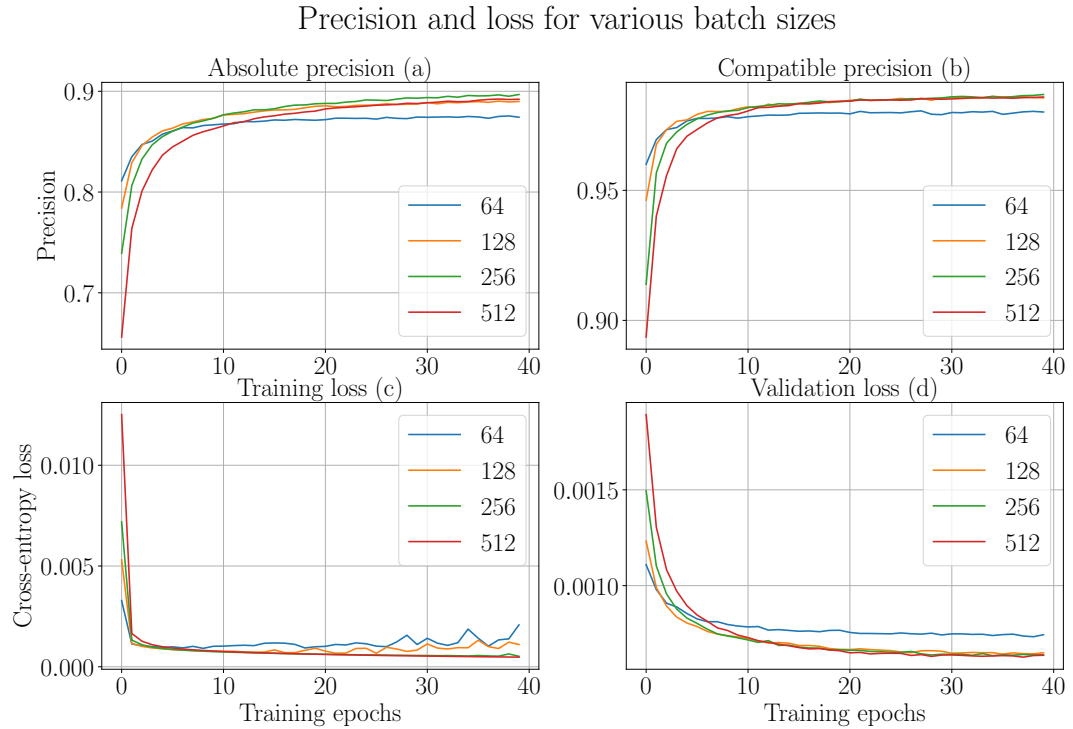 Precision and loss for various batch sizes
Absolute precision (a)
Compatible precision (b)
Precision
0.9
0.8
0.7
64
128
256
512
0 10 20 30 40
0.95
0.90
64
128
256
512
0 10 20 30 40
Training loss (c)
Validation loss (d)
Cross-entropy loss
0.010
0.005
0.000
64
128
256
512
0 10 20 30 40
Training epochs
0.0015
0.0010
64
128
256
512
0 10 20 30 40
Training epochs